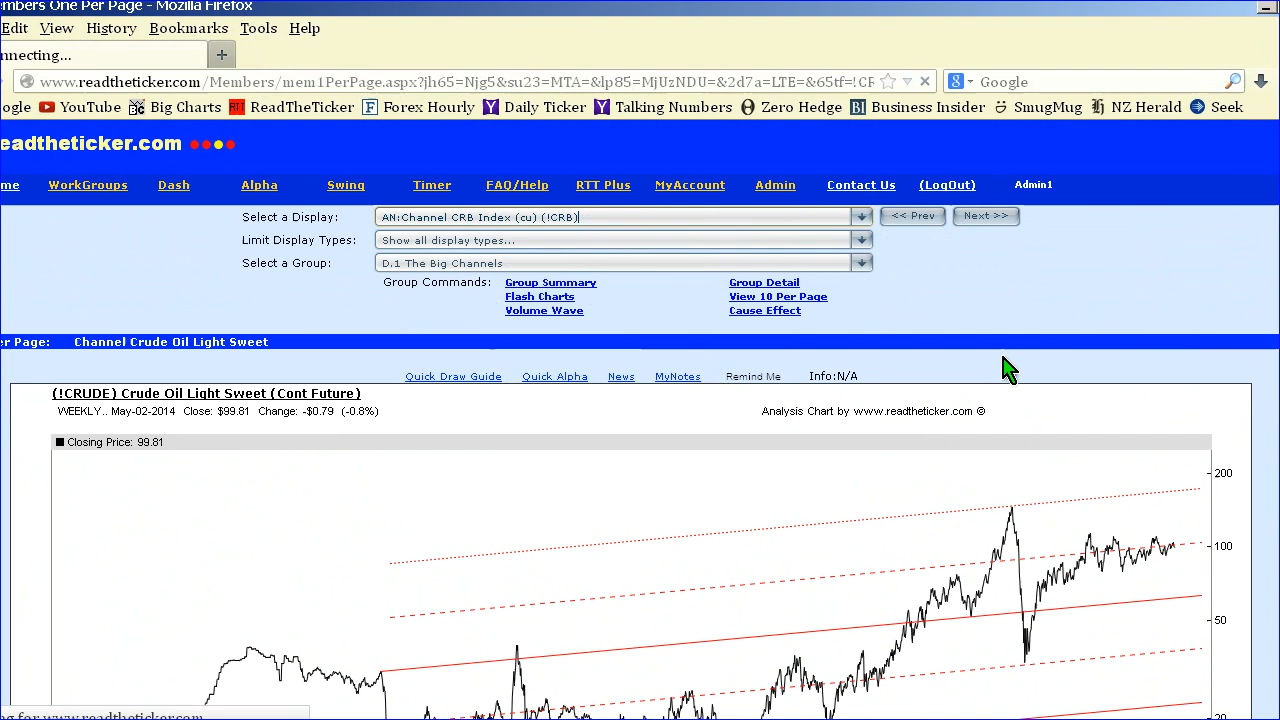 mbers One Per Page - Mozilla Firefox
Edit View History Bookmarks Tools Help
nnecting... +
www.readtheticker.com/Members/mem1PerPage.aspx?jh65=Njg5&su23=MTA=&lp85=MjUzNDU=&2d7a=LTE=&65tf=!CF Google
ogle YouTube Big Charts RTT ReadTheTicker Forex Hourly Daily Ticker Talking Numbers Zero Hedge BI Business Insider SmugMug NZ Herald Seek
eadtheticker.com
me WorkGroups Dash Alpha Swing Timer FAQ/Help RTT Plus MyAccount Admin Contact Us (LogOut) Admin1
Select a Display: AN:Channel CRB Index (cu) (!CRB) << Prev Next >>
Limit Display Types: Show all display types...
Select a Group: D.1 The Big Channels
Group Commands: Group Summary Group Detail
Flash Charts View 10 Per Page
Volume Wave Cause Effect
er Page: Channel Crude Oil Light Sweet
Quick Draw Guide Quick Alpha News MyNotes Remind Me Info:N/A
(!CRUDE) Crude Oil Light Sweet (Cont Future)
WEEKLY.. May-02-2014 Close: $99.81 Change: -$0.79 (-0.8%) Analysis Chart by www.readtheticker.com ©
Closing Price: 99.81
200
100
50
20